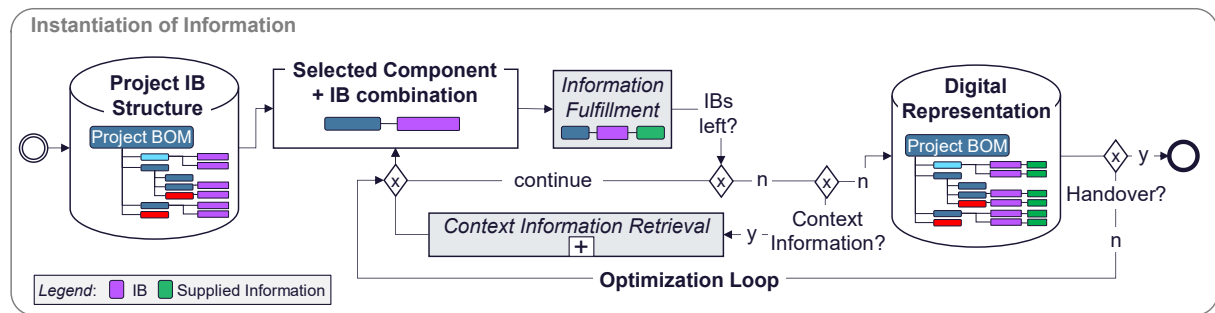 Instantiation of Information
Project IB
Structure
Project BOM
Selected Component
+ IB combination
Information
Fulfillment
IBs
left?
x
continue
x
n
x
n
Context
Information?
y
Context Information Retrieval
+
Digital
Representation
Project BOM
x
y
Handover?
n
Optimization Loop
Legend: IB Supplied Information